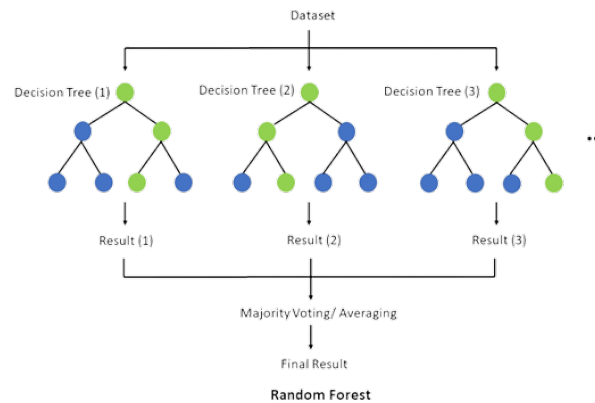 Dataset
Decision Tree (1)
Decision Tree (2)
Decision Tree (3)
..
Result (1)
Result (2)
Result (3)
Majority Voting/ Averaging
Final Result
Random Forest